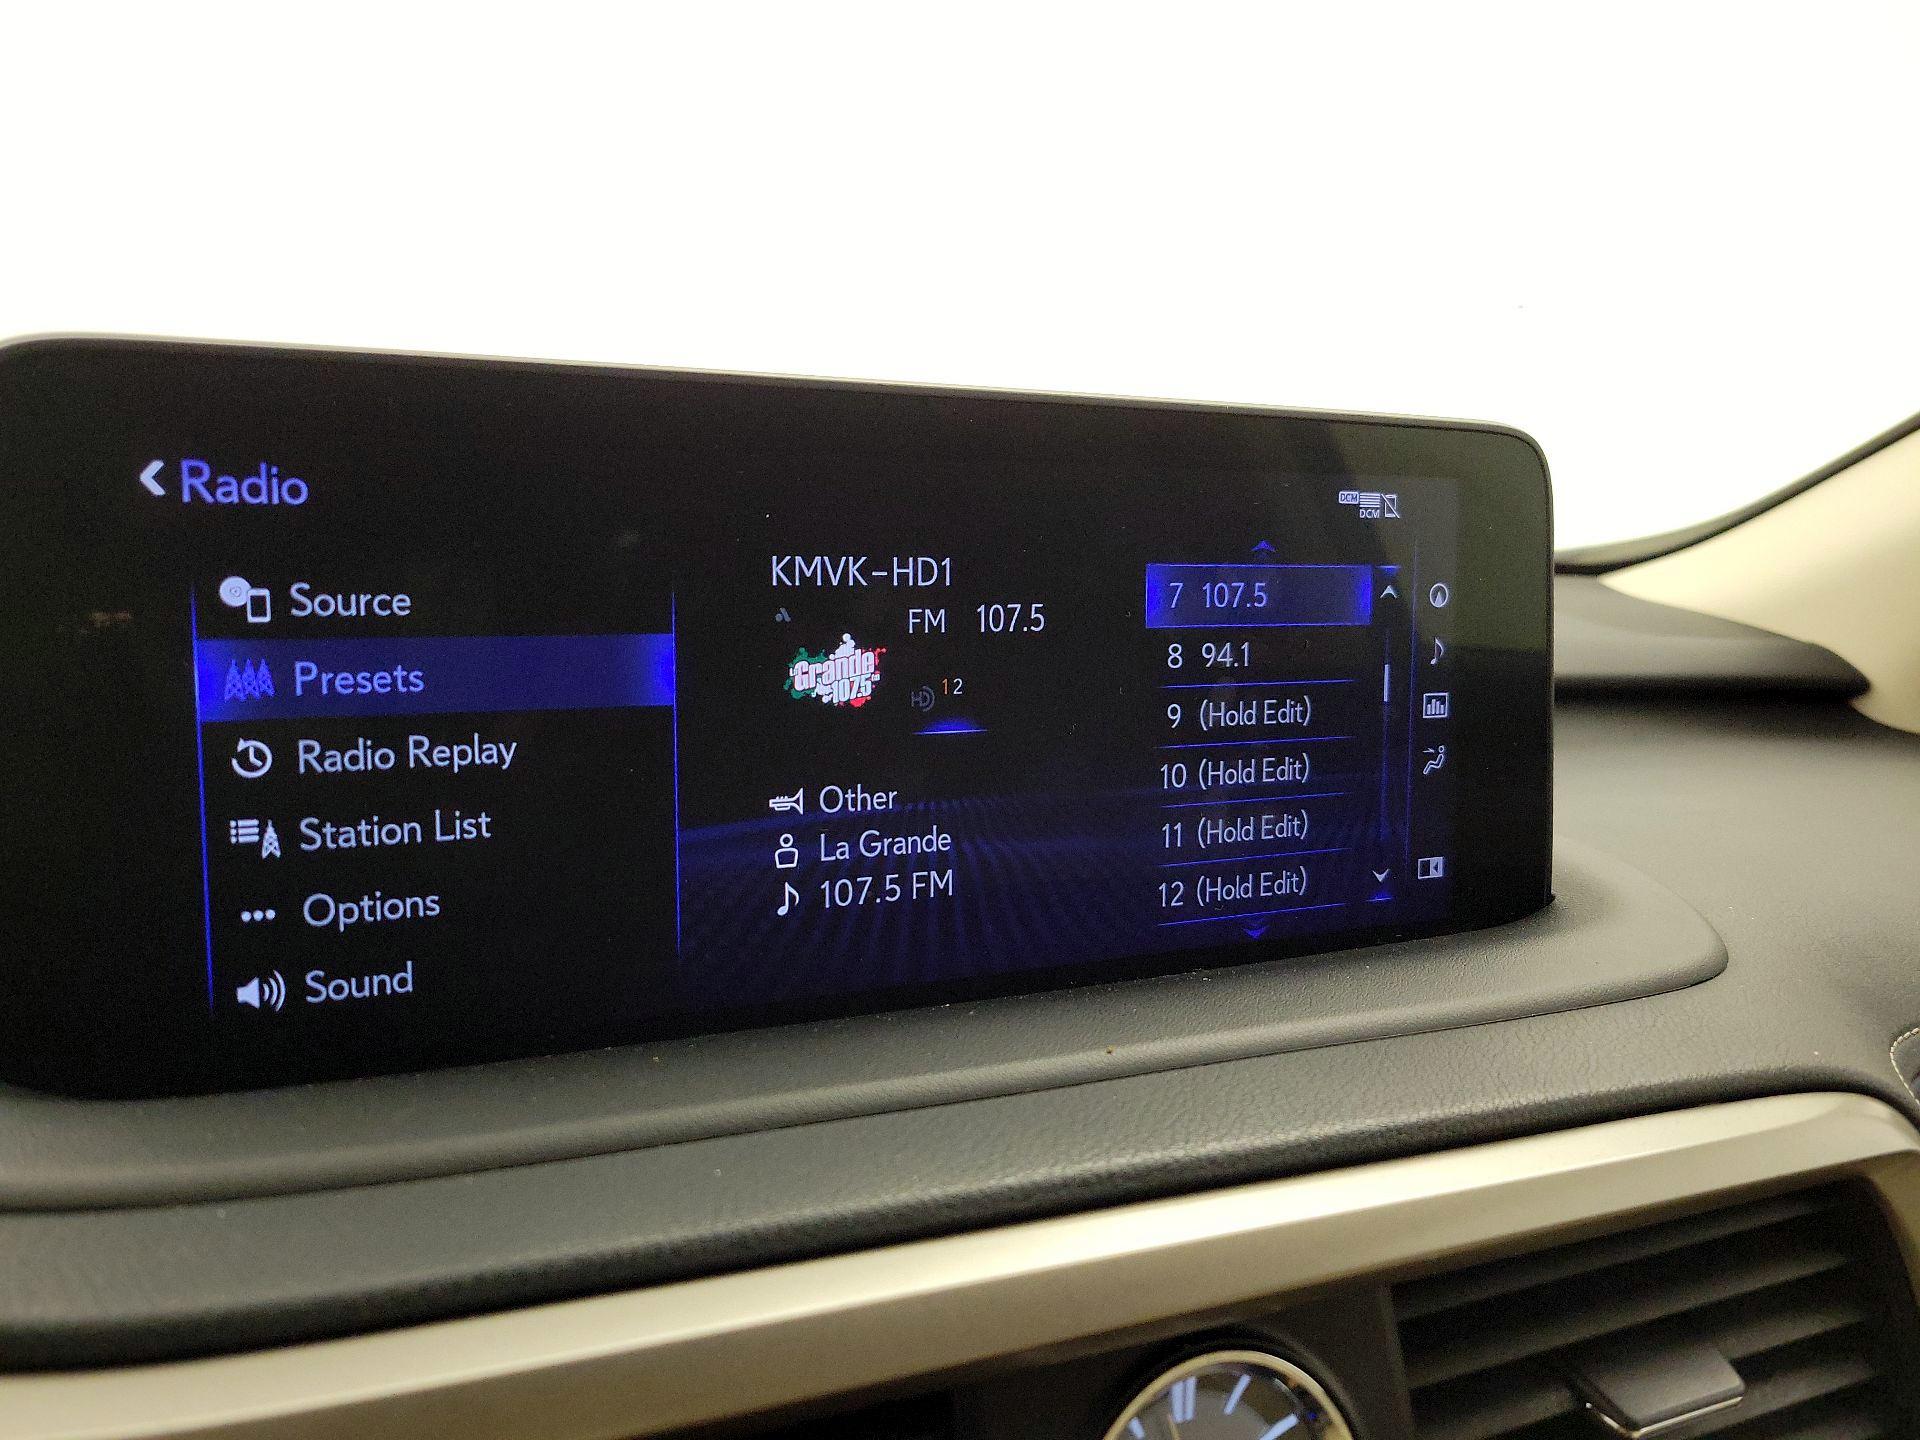 Radio
Source
Presets
Radio Replay
Station List
Options
Sound
KMVK-HD1
FM 107.5
Grande
107.5
HD 1 2
Other
La Grande
107.5 FM
DCM
DCM
7 107.5
8 94.1
9 (Hold Edit)
10 (Hold Edit)
11 (Hold Edit)
12 (Hold Edit)